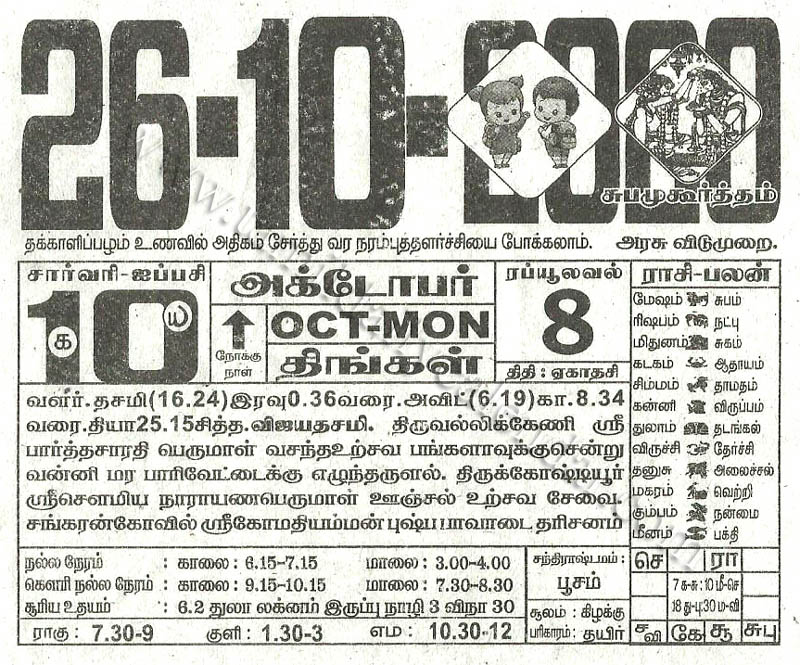 26-10-2020
சுபமுகூர்த்தம்
தக்காளிப்பழம் உணவில் அதிகம் சேர்த்து வர நரம்புத்தளர்ச்சியை போக்கலாம். அரசு விடுமுறை.
சார்வரி-ஐப்பசி
10
க ய
அக்டோபர்
OCT-MON
திங்கள்
நோக்கு
நாள்
ரப்யூலவல்
8
திதி : ஏகாதசி
ராசி-பலன்
மேஷம் சுபம்
ரிஷபம் நட்பு
மிதுனம் சுகம்
கடகம் ஆதாயம்
சிம்மம் தாமதம்
கன்னி விருப்பம்
துலாம் தடங்கல்
விருச்சி தேர்ச்சி
தனுசு அலைச்சல்
மகரம் வெற்றி
கும்பம் நன்மை
மீனம் பக்தி
வளர்.தசமி(16.24)இரவு0.36வரை.அவிட்(6.19)கா.8.34
வரை.தியா25.15சித்த.விஜயதசமி. திருவல்லிக்கேணி ஸ்ரீ
பார்த்தசாரதி பெருமாள் வசந்தஉற்சவ பங்களாவுக்குசென்று
வன்னி மர பாரிவேட்டைக்கு எழுந்தருளல். திருக்கோஷ்டியூர்
ஸ்ரீசௌமிய நாராயணபெருமாள் ஊஞ்சல் உற்சவ சேவை.
சங்கரன்கோவில் ஸ்ரீகோமதியம்மன் புஷ்ப பாவாடை தரிசனம்
நல்ல நேரம் : காலை : 6.15-7.15 மாலை : 3.00-4.00
கௌரி நல்ல நேரம் : காலை : 9.15-10.15 மாலை : 7.30-8.30
சூரிய உதயம் : 6.2 துலா லக்னம் இருப்பு நாழி 3 விநா 30
ராகு : 7.30-9 குளி : 1.30-3 எம : 10.30-12
சந்திராஷ்டமம் :
பூசம்
சூலம் : கிழக்கு
பரிகாரம் : தயிர்
செ ரா
7 க-சு : 10 மீ-செ
18 து-பு : 30 ம-வி
ச வி கே சூ சுபு